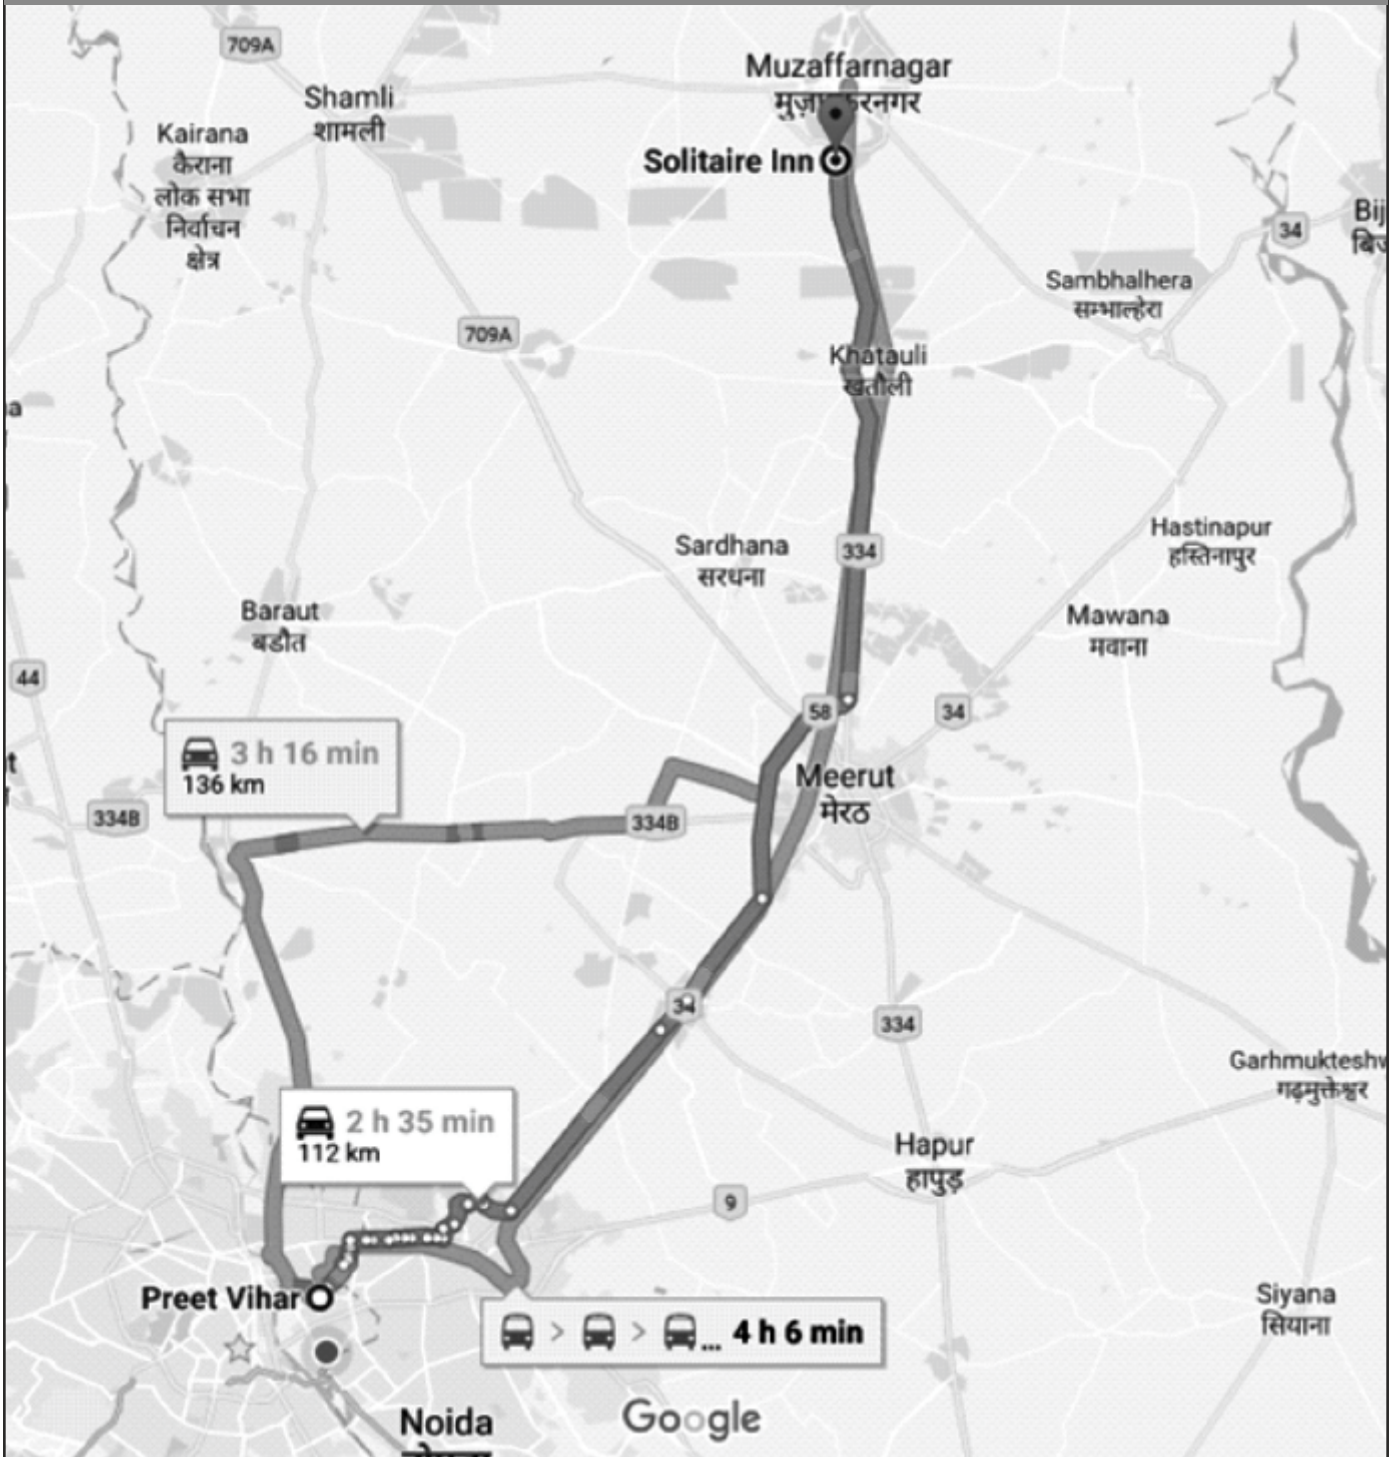 709A
Muzaffarnagar
Shamli
शामली
Kairana
कैराना
लोक सभा
निर्वाचन
क्षेत्र
Solitaire Inn
34
Sambhalhera
सम्भाल्हेरा
709A
Khatauli
खतौली
Sardhana
सरधना
334
Hastinapur
हस्तिनापुर
Baraut
बडौत
Mawana
मवाना
44
58
34
3 h 16 min
136 km
Meerut
मेरठ
334B
334B
34
334
Garhmuktesh
गढ़मुक्तेश्वर
2 h 35 min
112 km
Hapur
हापुड़
9
Preet Vihar
Siyana
सियाना
> > ... 4 h 6 min
Google
Noida